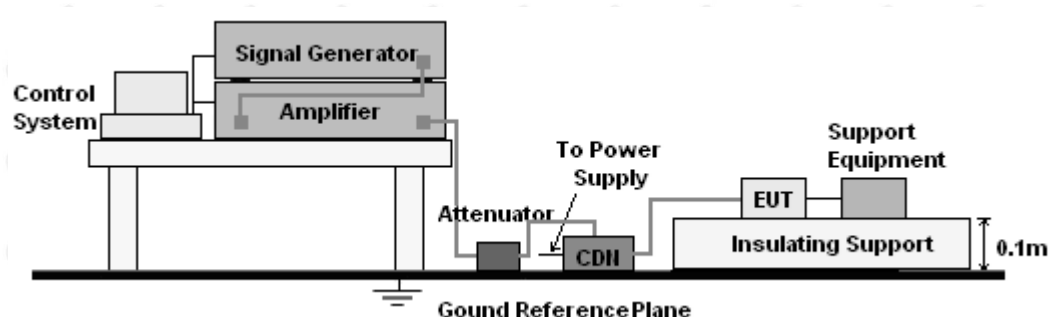 Signal Generator
Control
System
Amplifier
To Power
Supply
Support
Equipment
Attenuator
EUT
CDN
Insulating Support
0.1m
Gound Reference Plane